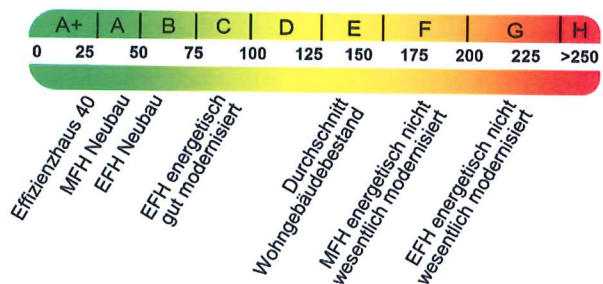 A+ A B C D E F G H
0 25 50 75 100 125 150 175 200 225 >250
Effizienzhaus 40
MFH Neubau
EFH Neubau
EFH energetisch
gut modernisiert
Durchschnitt
Wohngebäudebestand
MFH energetisch nicht
wesentlich modernisiert
EFH energetisch nicht
wesentlich modernisiert